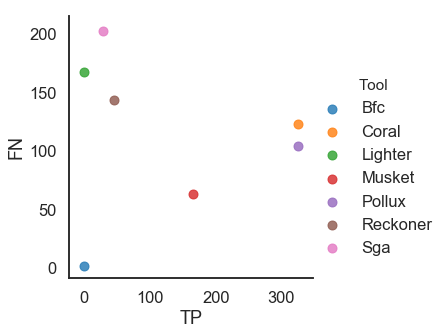 200
150
100
50
0
FN
0 100 200 300
TP
Tool
Bfc
Coral
Lighter
Musket
Pollux
Reckoner
Sga